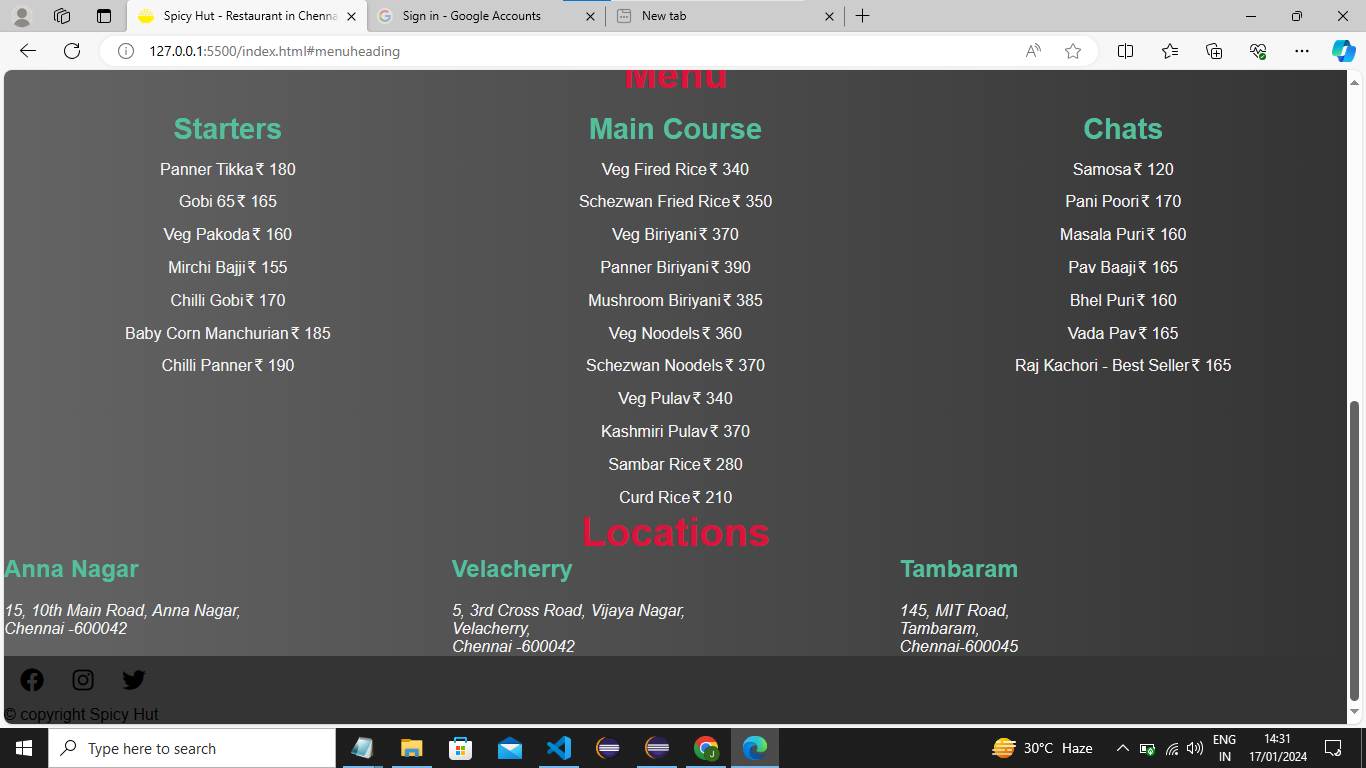 Spicy Hut - Restaurant in Chenna
Sign in - Google Accounts
New tab
127.0.0.1:5500/index.html#menuheading
Menu
Starters
Panner Tikka₹ 180
Gobi 65₹ 165
Veg Pakoda₹ 160
Mirchi Bajji₹ 155
Chilli Gobi₹ 170
Baby Corn Manchurian₹ 185
Chilli Panner₹ 190
Main Course
Veg Fired Rice₹ 340
Schezwan Fried Rice₹ 350
Veg Biriyani₹ 370
Panner Biriyani₹ 390
Mushroom Biriyani₹ 385
Veg Noodels₹ 360
Schezwan Noodels₹ 370
Veg Pulav₹ 340
Kashmiri Pulav₹ 370
Sambar Rice₹ 280
Curd Rice₹ 210
Chats
Samosa₹ 120
Pani Poori₹ 170
Masala Puri₹ 160
Pav Baaji₹ 165
Bhel Puri₹ 160
Vada Pav₹ 165
Raj Kachori - Best Seller₹ 165
Locations
Anna Nagar
15, 10th Main Road, Anna Nagar,
Chennai -600042
Velacherry
5, 3rd Cross Road, Vijaya Nagar,
Velacherry,
Chennai -600042
Tambaram
145, MIT Road,
Tambaram,
Chennai-600045
© copyright Spicy Hut
Type here to search
30°C Haze
ENG
IN
14:31
17/01/2024